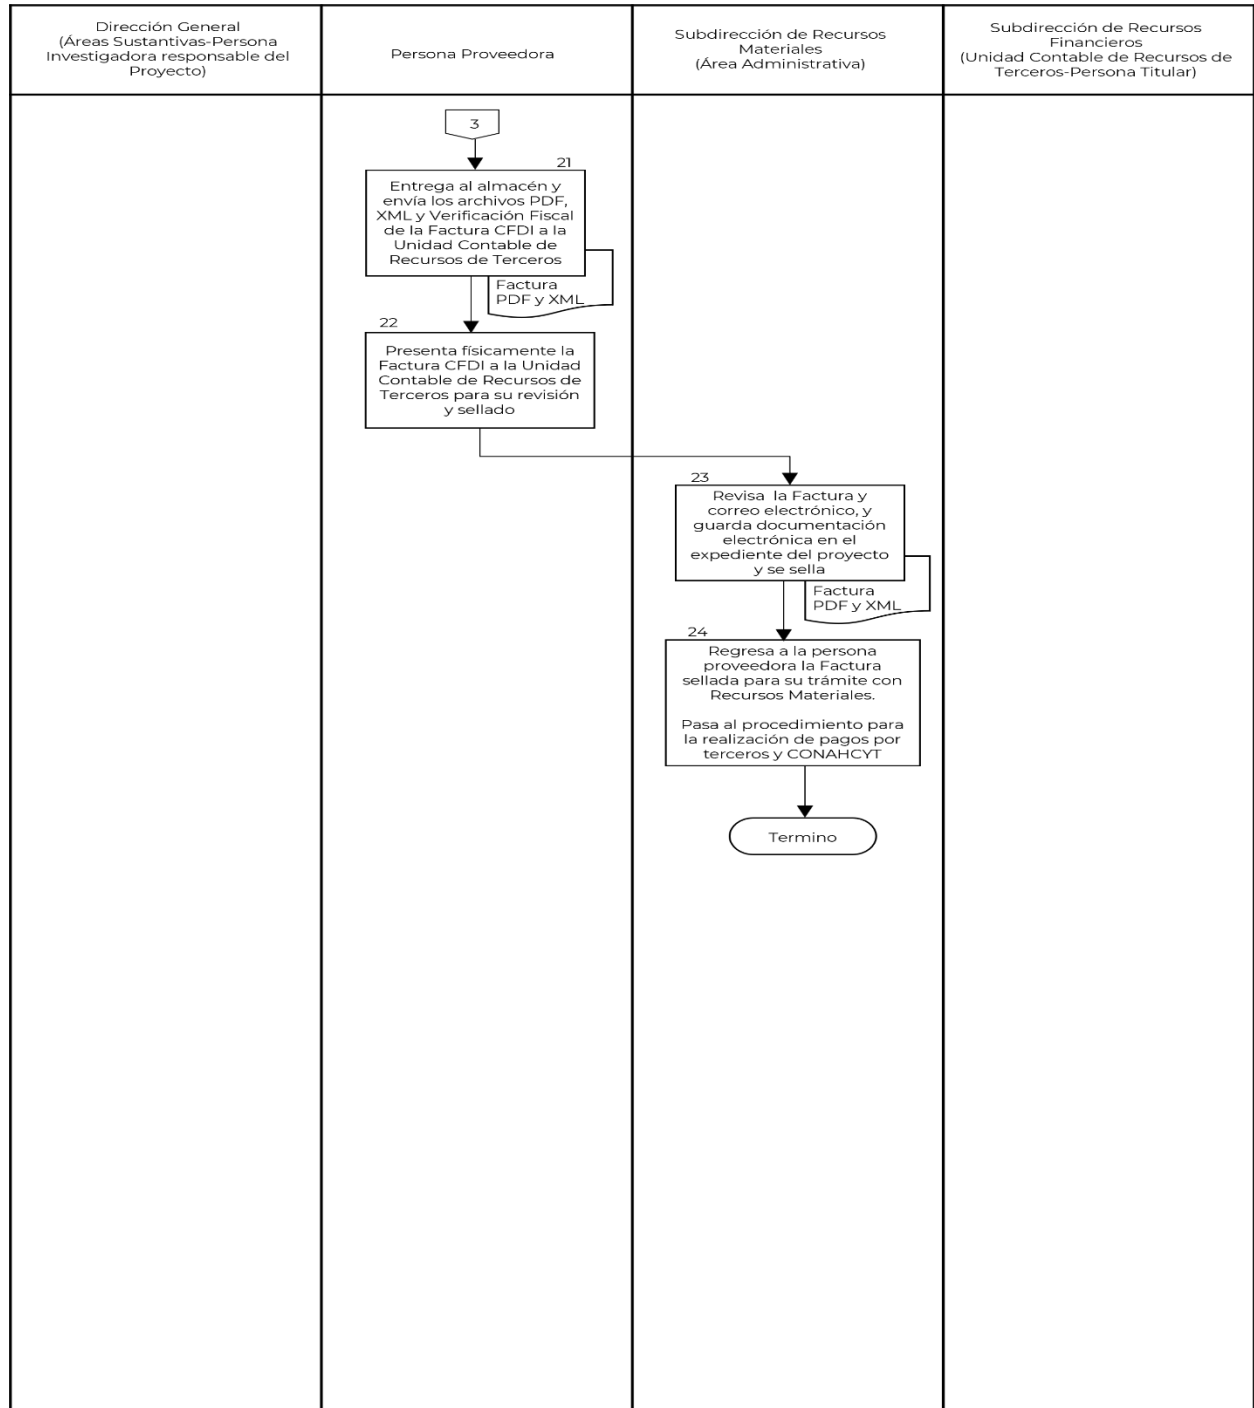 Dirección General
(Áreas Sustantivas-Persona
Investigadora responsable del
Proyecto)
Persona Proveedora
Subdirección de Recursos
Materiales
(Área Administrativa)
Subdirección de Recursos
Financieros
(Unidad Contable de Recursos de
Terceros-Persona Titular)
3
21
Entrega al almacén y
envía los archivos PDF,
XML y Verificación Fiscal
de la Factura CFDI a la
Unidad Contable de
Recursos de Terceros
Factura
PDF y XML
22
Presenta físicamente la
Factura CFDI a la Unidad
Contable de Recursos de
Terceros para su revisión
y sellado
23
Revisa  la Factura y
correo electrónico, y
guarda documentación
electrónica en el
expediente del proyecto
y se sella
Factura
PDF y XML
24
Regresa a la persona
proveedora la Factura
sellada para su trámite con
Recursos Materiales.
Pasa al procedimiento para
la realización de pagos por
terceros y CONAHCYT
Termino